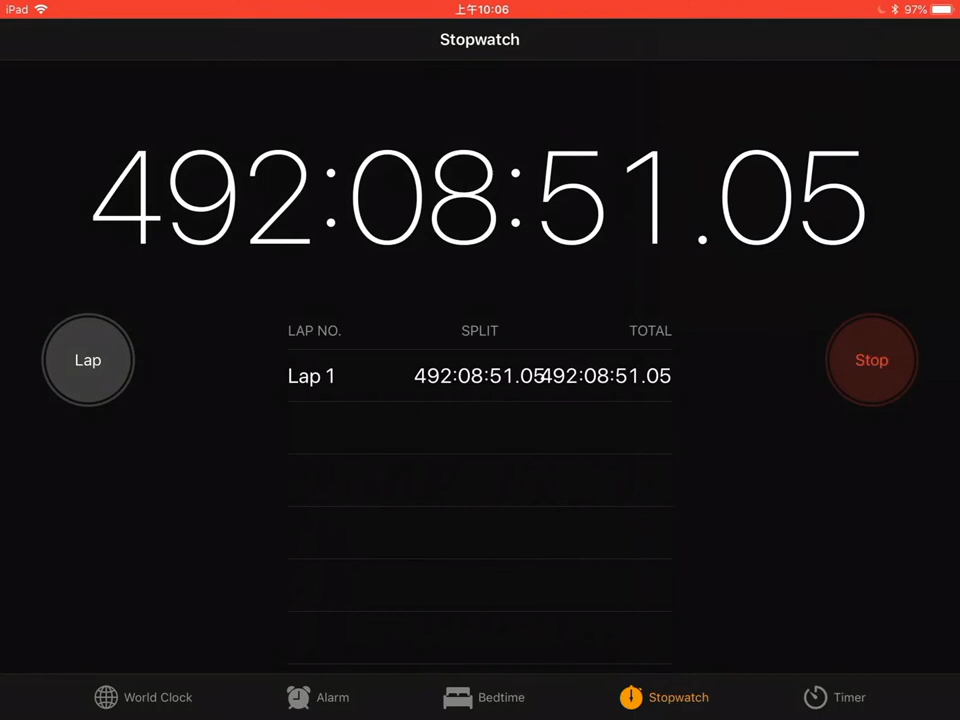 iPad 上午10:06 97%
Stopwatch
492:08:51.05
LAP NO. SPLIT TOTAL
Lap Stop
Lap 1 492:08:51.05 492:08:51.05
World Clock Alarm Bedtime Stopwatch Timer